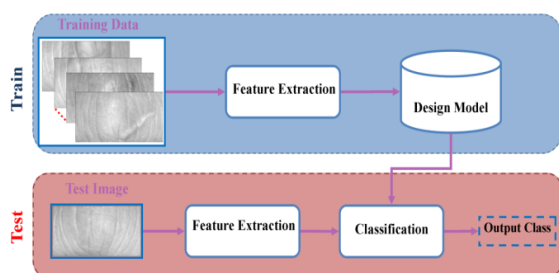 Training Data
Train
Feature Extraction
Design Model
Test Image
Test
Feature Extraction
Classification
Output Class